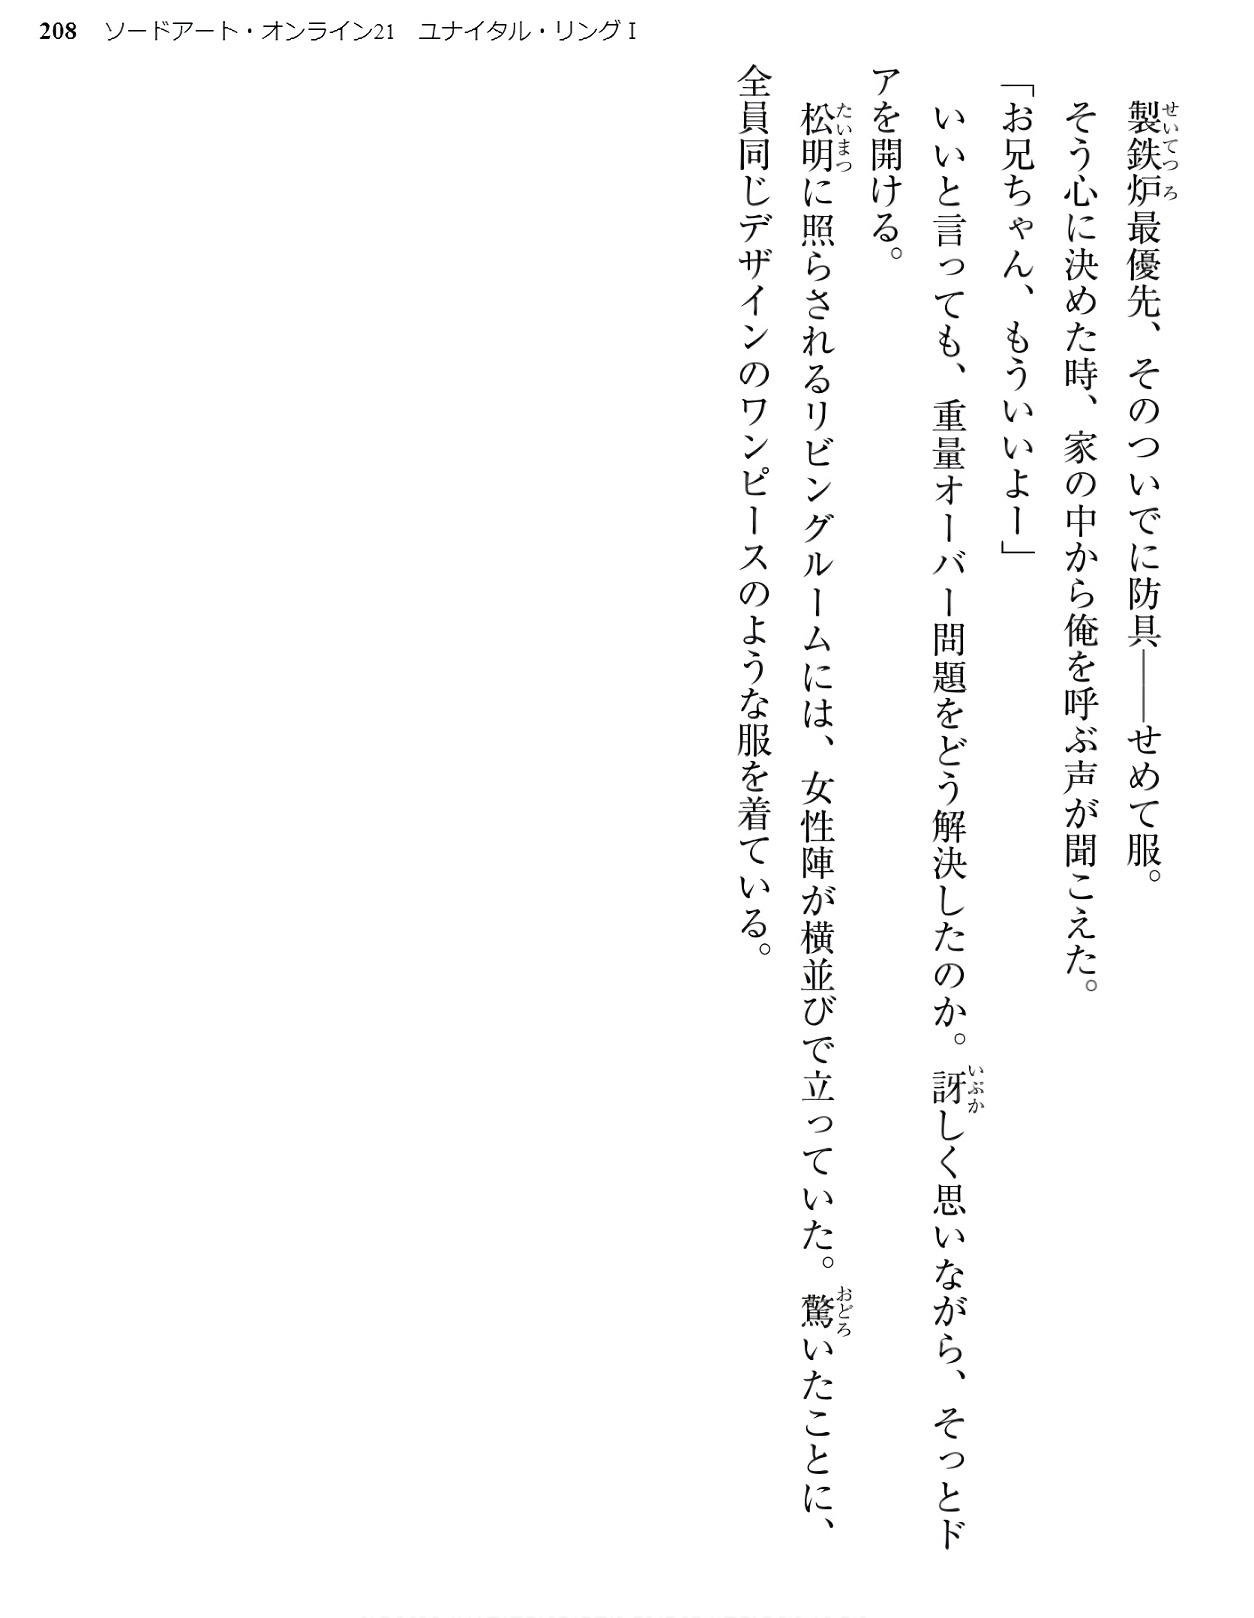 208 ソードアート・オンライン21 ユナイタル・リングⅠ
製鉄炉最優先、そのついでに防具――せめて服。
そう心に決めた時、家の中から俺を呼ぶ声が聞こえた。
「お兄ちゃん、もういいよー」
いいと言っても、重量オーバー問題をどう解決したのか。訝しく思いながら、そっとド
アを開ける。
松明に照らされるリビングルームには、女性陣が横並びで立っていた。驚いたことに、
全員同じデザインのワンピースのような服を着ている。